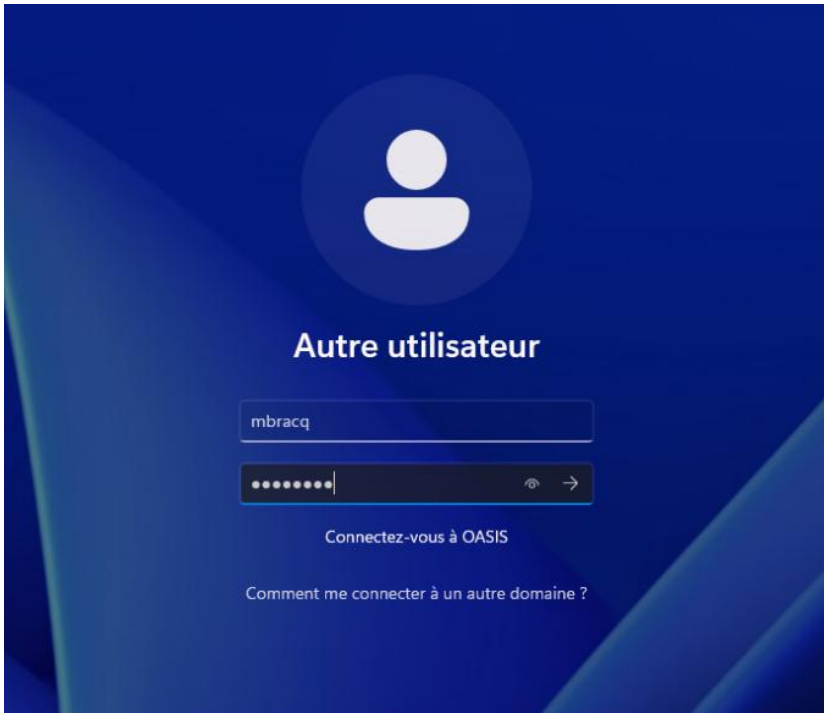 Autre utilisateur
mbracq
●●●●●●●●
Connectez-vous à OASIS
Comment me connecter à un autre domaine ?